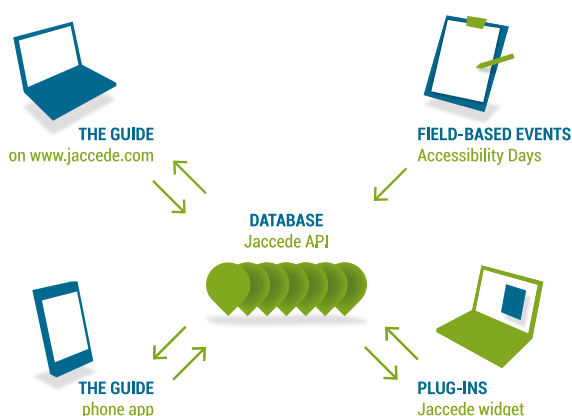 THE GUIDE
on www.jaccede.com
FIELD-BASED EVENTS
Accessibility Days
DATABASE
Jaccede API
THE GUIDE
phone app
PLUG-INS
Jaccede widget